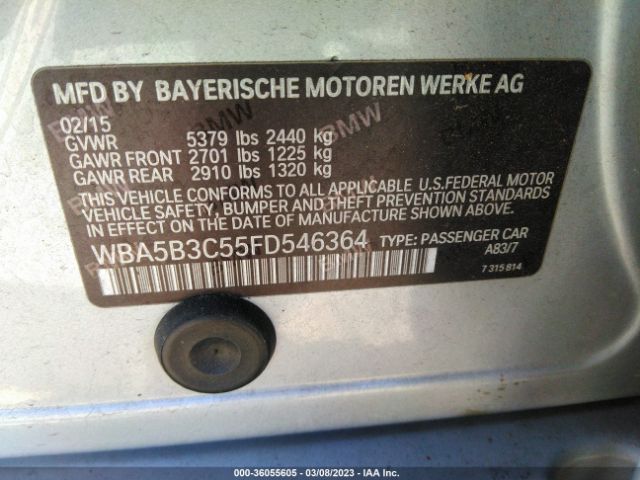 MFD BY BAYERISCHE MOTOREN WERKE AG
02/15
GVWR 5379 lbs 2440 kg
GAWR FRONT 2701 lbs 1225 kg
GAWR REAR 2910 lbs 1320 kg
THIS VEHICLE CONFORMS TO ALL APPLICABLE U.S.FEDERAL MOTOR
VEHICLE SAFETY, BUMPER AND THEFT PREVENTION STANDARDS
IN EFFECT ON THE DATE OF MANUFACTURE SHOWN ABOVE.
WBA5B3C55FD546364 TYPE: PASSENGER CAR
A83/7
7 315 814
000-36055605 / 03/08/2023 / IAA Inc.